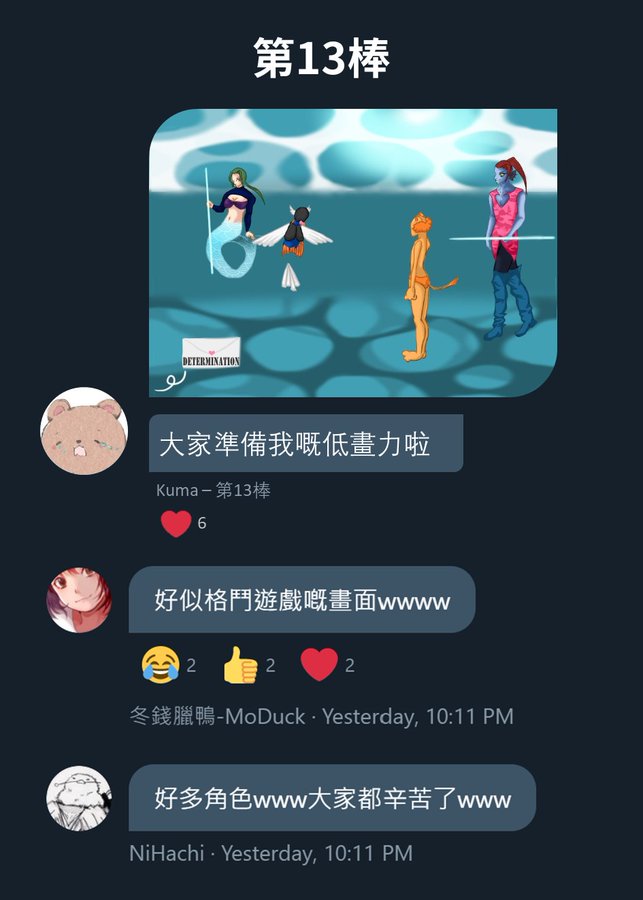 第13棒
DETERMINATION
大家準備我嘅低畫力啦
Kuma – 第13棒
6
好似格鬥遊戲嘅畫面wwww
2 2 2
冬錢臘鴨-MoDuck · Yesterday, 10:11 PM
好多角色www大家都辛苦了www
NiHachi · Yesterday, 10:11 PM